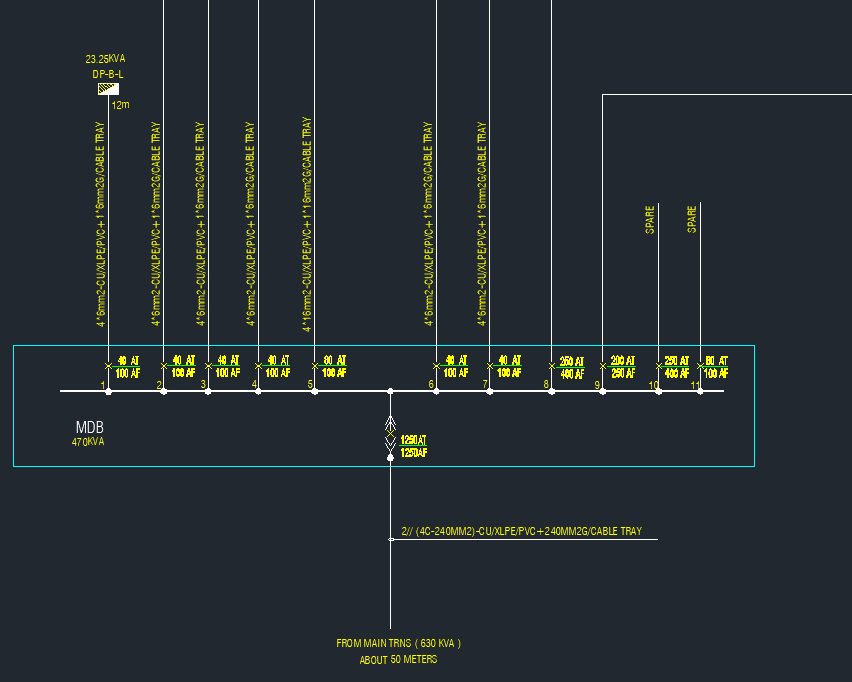 23.25KVA
DP-B-L
12m
4*6mm2-CU/XLPE/PVC+1*6mm2G/CABLE TRAY
4*6mm2-CU/XLPE/PVC+1*6mm2G/CABLE TRAY
4*6mm2-CU/XLPE/PVC+1*6mm2G/CABLE TRAY
4*6mm2-CU/XLPE/PVC+1*6mm2G/CABLE TRAY
4*16mm2-CU/XLPE/PVC+1*16mm2G/CABLE TRAY
4*6mm2-CU/XLPE/PVC+1*6mm2G/CABLE TRAY
4*6mm2-CU/XLPE/PVC+1*6mm2G/CABLE TRAY
SPARE
SPARE
40 AT
100 AF
40 AT
100 AF
40 AT
100 AF
40 AT
100 AF
80 AT
100 AF
40 AT
100 AF
40 AT
100 AF
250 AT
400 AF
200 AT
250 AF
250 AT
400 AF
80 AT
100 AF
1 2 3 4 5 6 7 8 9 10 11
MDB
470KVA
1250AT
1250AF
2// (4C-240MM2)-CU/XLPE/PVC+240MM2G/CABLE TRAY
FROM MAIN TRNS ( 630 KVA )
ABOUT 50 METERS